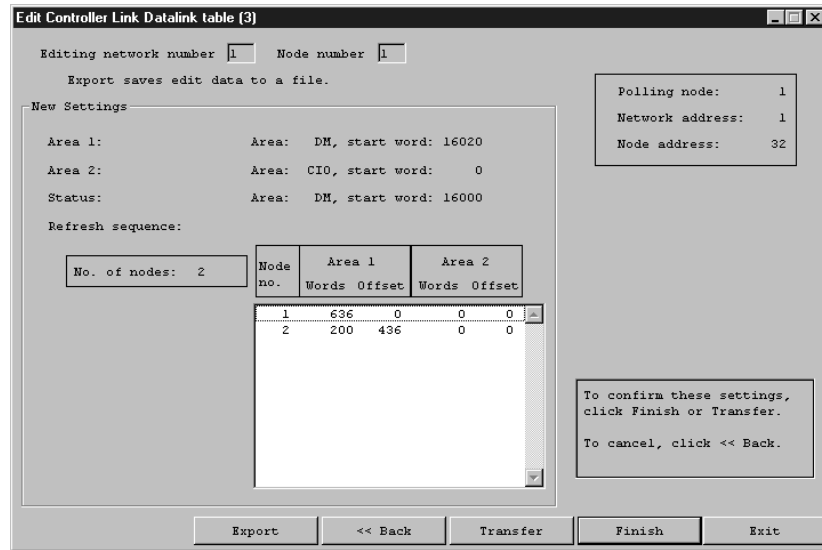 Edit Controller Link Datalink table (3)
Editing network number 1 Node number 1
Export saves edit data to a file.
Polling node: 1
Network address: 1
Node address: 32
New Settings
Area 1: Area: DM, start word: 16020
Area 2: Area: CIO, start word: 0
Status: Area: DM, start word: 16000
Refresh sequence:
No. of nodes: 2
Node no. Area 1 Area 2
Words Offset Words Offset
1 636 0 0 0
2 200 436 0 0
To confirm these settings,
click Finish or Transfer.
To cancel, click << Back.
Export << Back Transfer Finish Exit